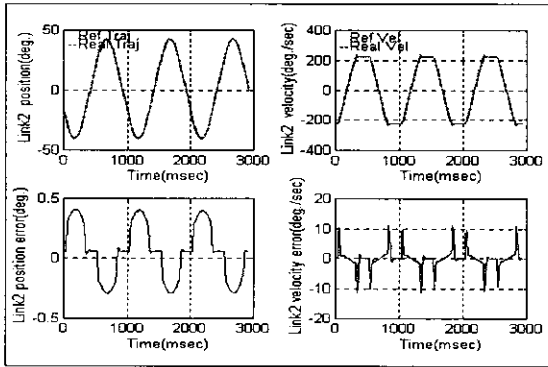 50
0
-50
Link2 position(deg.)
Ref Traj
Real Traj
0 1000 2000 3000
Time(msec)
400
200
0
-200
-400
Link2 velocity(deg./sec)
Ref Vel
Real Vel
0 1000 2000 3000
Time(msec)
0.5
0
-0.5
Link2 position error(deg.)
0 1000 2000 3000
Time(msec)
20
10
0
-10
-20
Link2 velocity error(deg./sec)
0 1000 2000 3000
Time(msec)